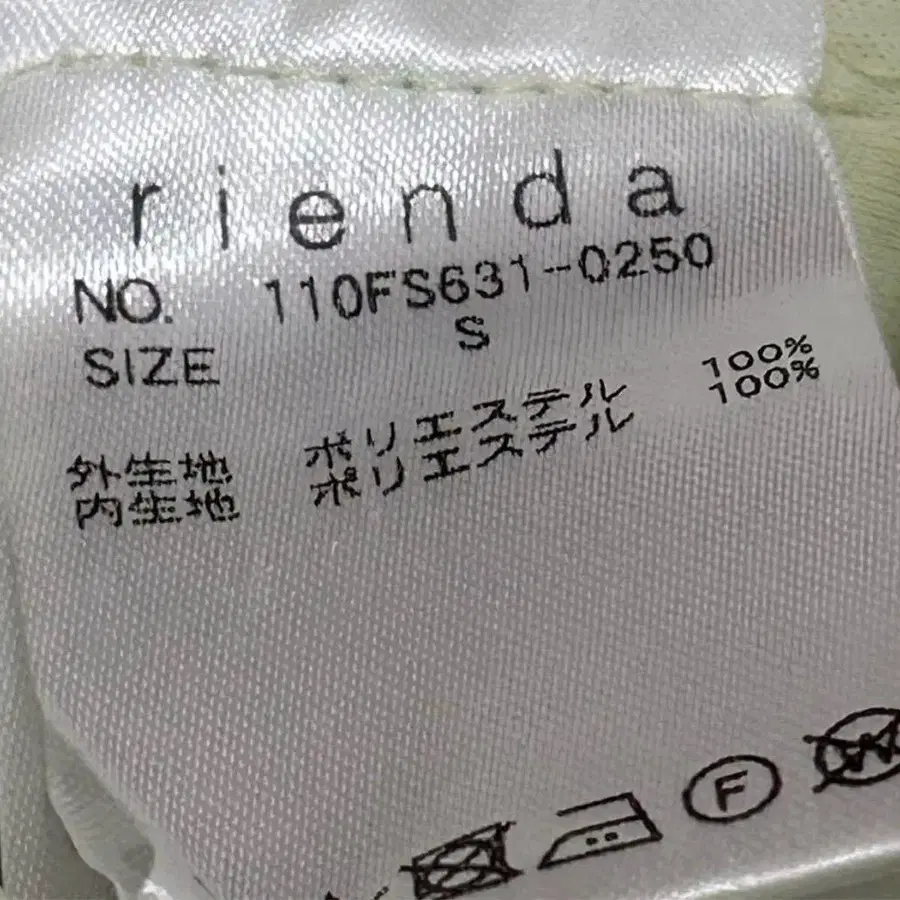 rienda
NO. 110FS631-0250
SIZE S
外生地 ポリエステル 100%
内生地 ポリエステル 100%
F
W